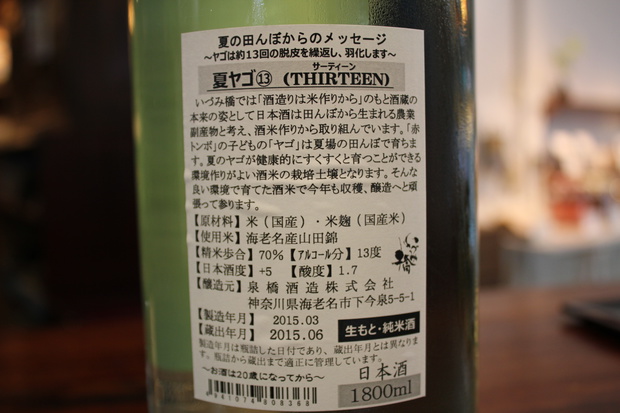 夏の田んぼからのメッセージ
～ヤゴは約13回の脱皮を繰返し、羽化します～
サーティーン
夏ヤゴ⑬ (THIRTEEN)
いづみ橋では「酒造りは米作りから」のもと酒蔵の
本来の姿として日本酒は田んぼから生まれる農業
副産物と考え、酒米作りから取り組んでいます。「赤
トンボ」の子どもの「ヤゴ」は夏場の田んぼで育ちま
す。夏のヤゴが健康的にすくすくと育つことができる
環境作りがよい酒米の栽培土壌となります。そんな
良い環境で育てた酒米で今年も収穫、醸造へと頑
張って参ります。
【原材料】米（国産）・米麹（国産米）
【使用米】海老名産山田錦
【精米歩合】70% 【アルコール分】13度
【日本酒度】+5 【酸度】1.7
【醸造元】泉橋酒造株式会社
神奈川県海老名市下今泉5-5-1
【製造年月】 2015.03
【蔵出年月】 2015.06 生もと・純米酒
製造年月は瓶詰した日付であり、蔵出年月とは異なりま
す。瓶詰から蔵出まで適正に管理しています。
～お酒は20歳になってから～ 日本酒
1800ml
4 941074 808368